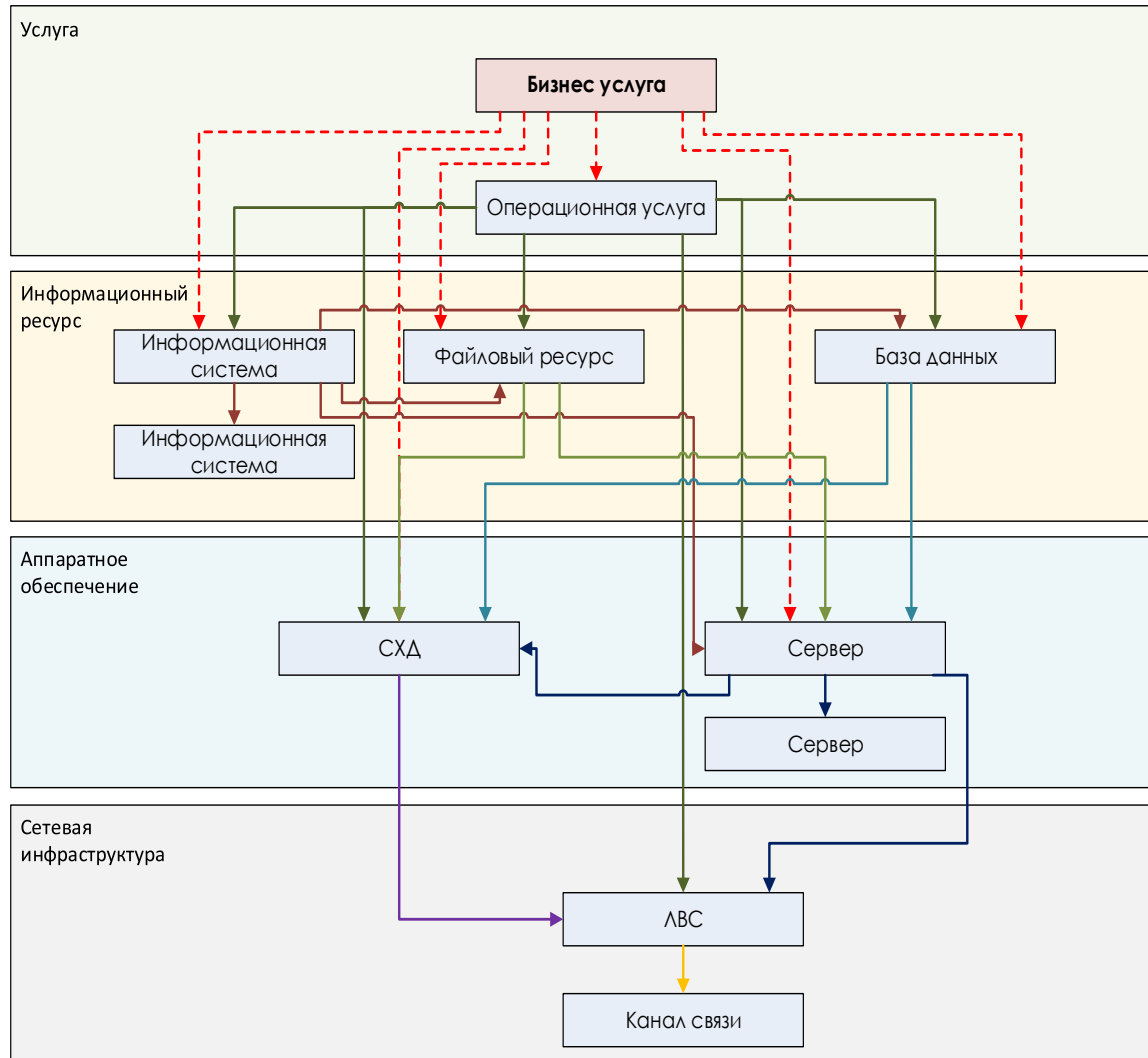 Услуга
Бизнес услуга
Операционная услуга
Информационный
ресурс
Информационная
система
Файловый ресурс
База данных
Информационная
система
Аппаратное
обеспечение
СХД
Сервер
Сервер
Сетевая
инфраструктура
ЛВС
Канал связи